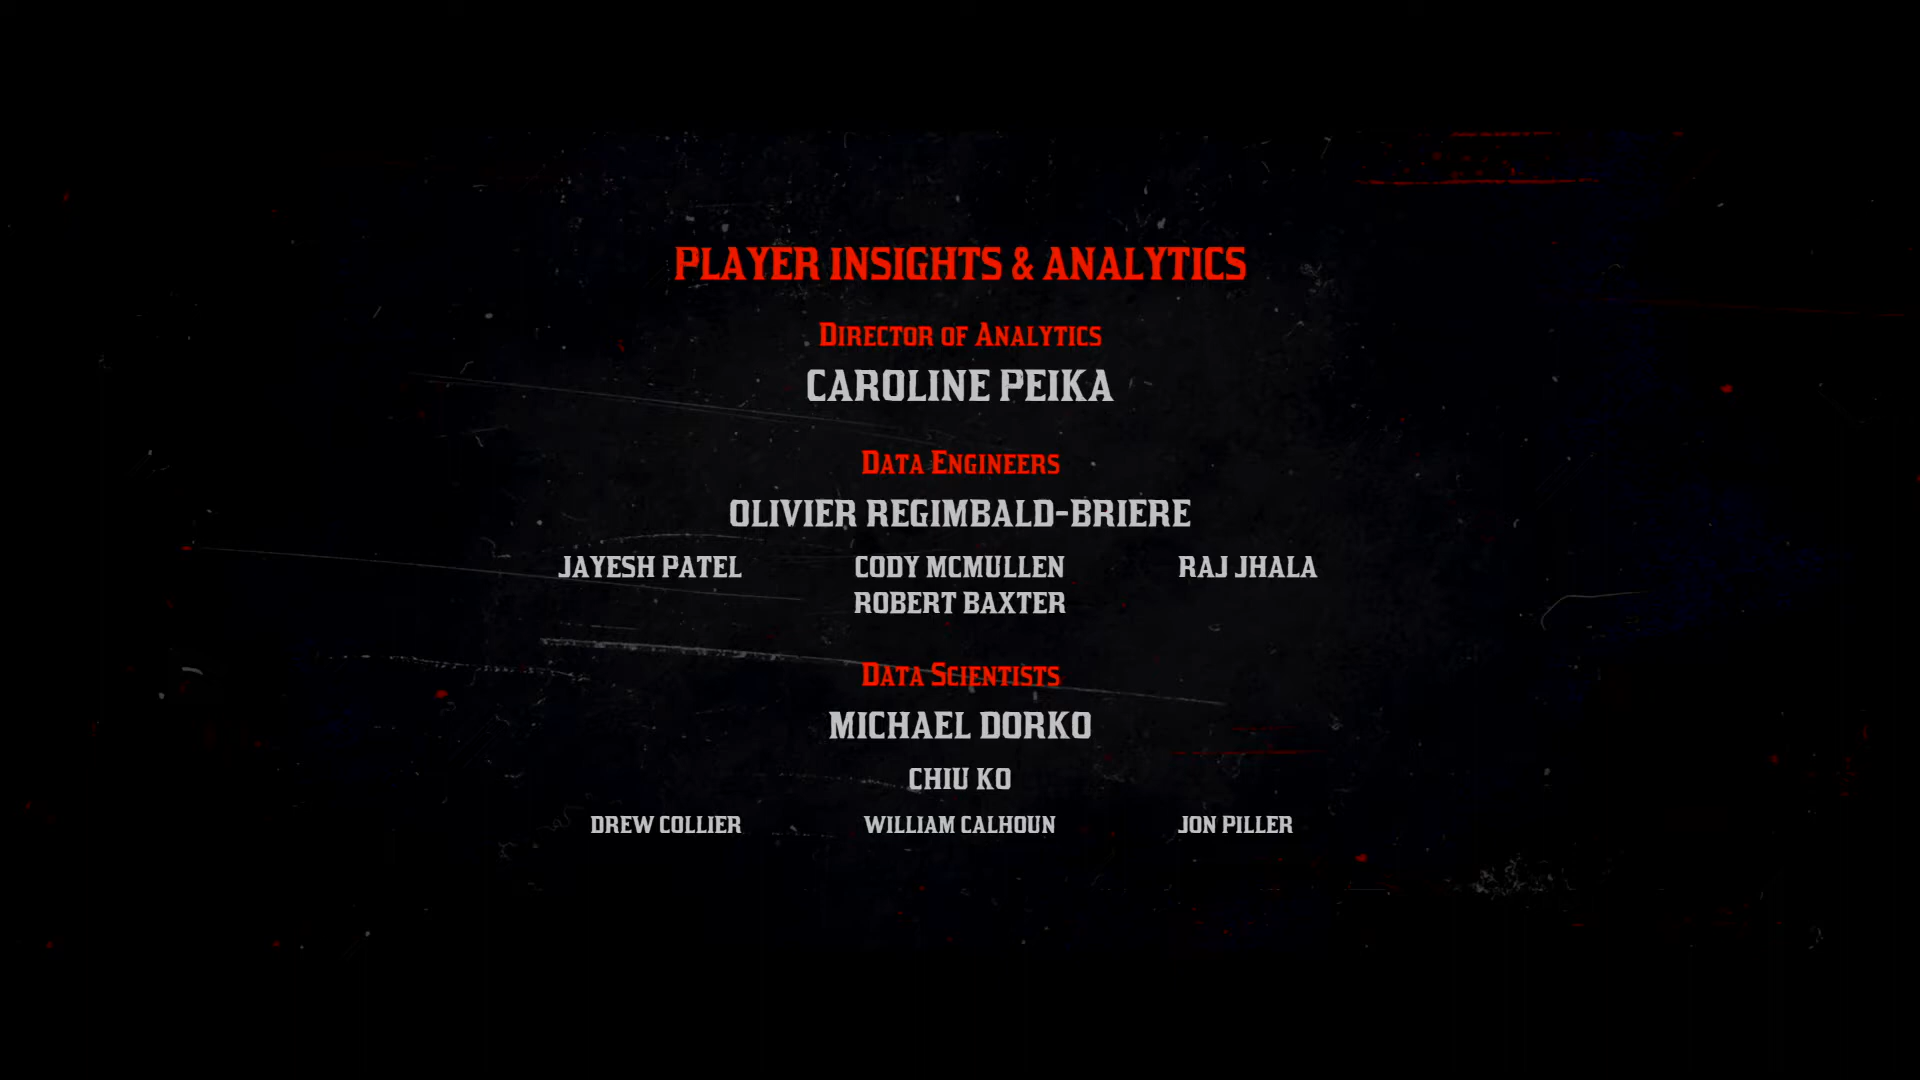 PLAYER INSIGHTS & ANALYTICS
DIRECTOR OF ANALYTICS
CAROLINE PEIKA
DATA ENGINEERS
OLIVIER REGIMBALD-BRIERE
JAYESH PATEL CODY MCMULLEN RAJ JHALA
ROBERT BAXTER
DATA SCIENTISTS
MICHAEL DORKO
CHIU KO
DREW COLLIER WILLIAM CALHOUN JON PILLER